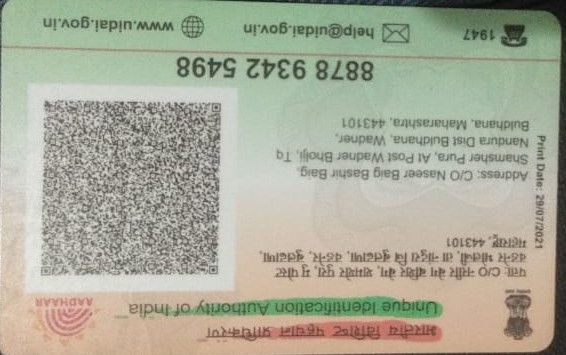 भारतीय विशिष्ट पहचान प्राधिकरण
Unique Identification Authority of India
AADHAAR
पता: C/O नसीर बेग बशिर बेग, शमशेर पुरा, मु पोस्ट
वडनेर भोलजी, ता नांदुरा जि बुलढाणा, वडनेर, बुलढाणा,
महाराष्ट्र, 443101
Address: C/O Naseer Baig Bashir Baig,
Shamsher Pura, At Post Wadner Bholji, Tq
Nandura Dist Buldhana, Wadner,
Buldhana, Maharashtra, 443101
Print Date: 29/07/2021
8878 9342 5498
1947
help@uidai.gov.in
www.uidai.gov.in